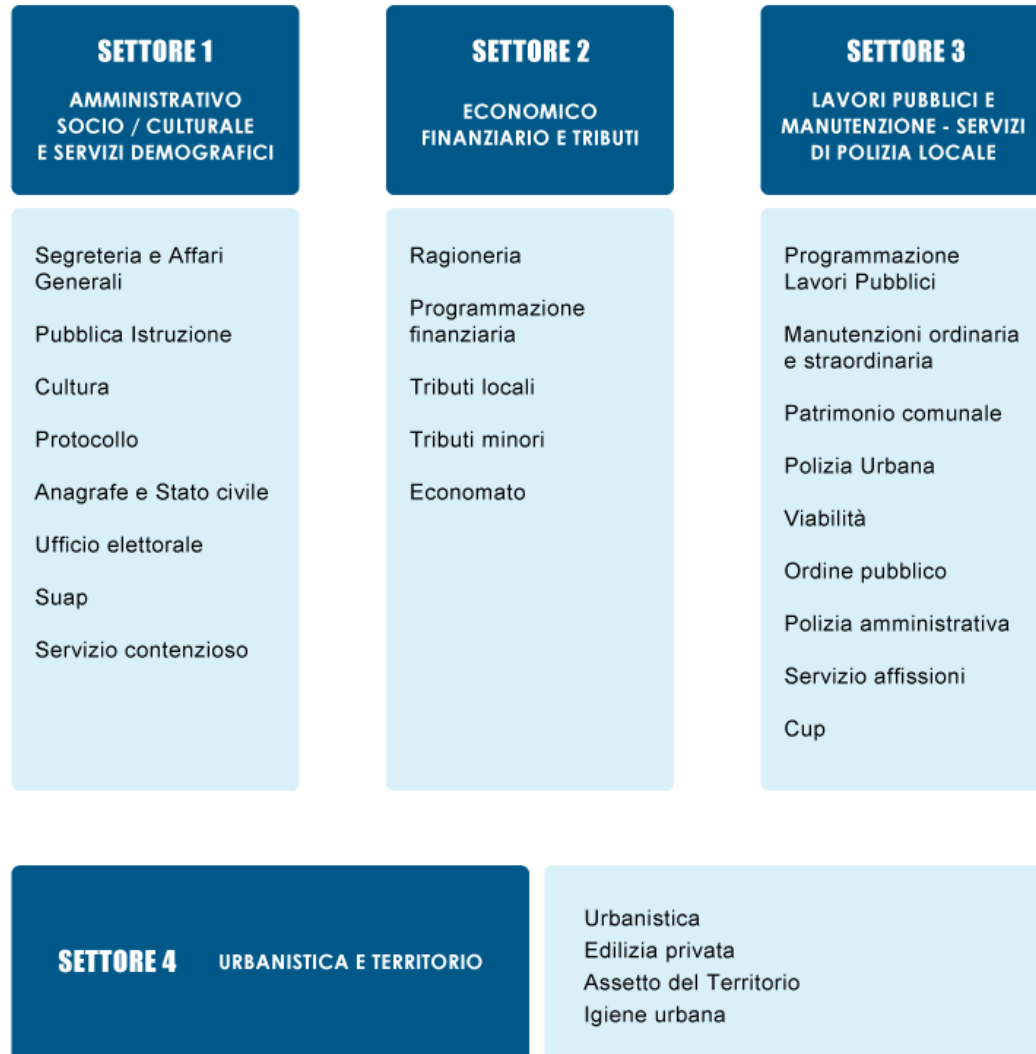 SETTORE 1
AMMINISTRATIVO
SOCIO / CULTURALE
E SERVIZI DEMOGRAFICI
Segreteria e Affari
Generali
Pubblica Istruzione
Cultura
Protocollo
Anagrafe e Stato civile
Ufficio elettorale
Suap
Servizio contenzioso
SETTORE 2
ECONOMICO
FINANZIARIO E TRIBUTI
Ragioneria
Programmazione
finanziaria
Tributi locali
Tributi minori
Economato
SETTORE 3
LAVORI PUBBLICI E
MANUTENZIONE - SERVIZI
DI POLIZIA LOCALE
Programmazione
Lavori Pubblici
Manutenzioni ordinaria
e straordinaria
Patrimonio comunale
Polizia Urbana
Viabilità
Ordine pubblico
Polizia amministrativa
Servizio affissioni
Cup
SETTORE 4 URBANISTICA E TERRITORIO
Urbanistica
Edilizia privata
Assetto del Territorio
Igiene urbana